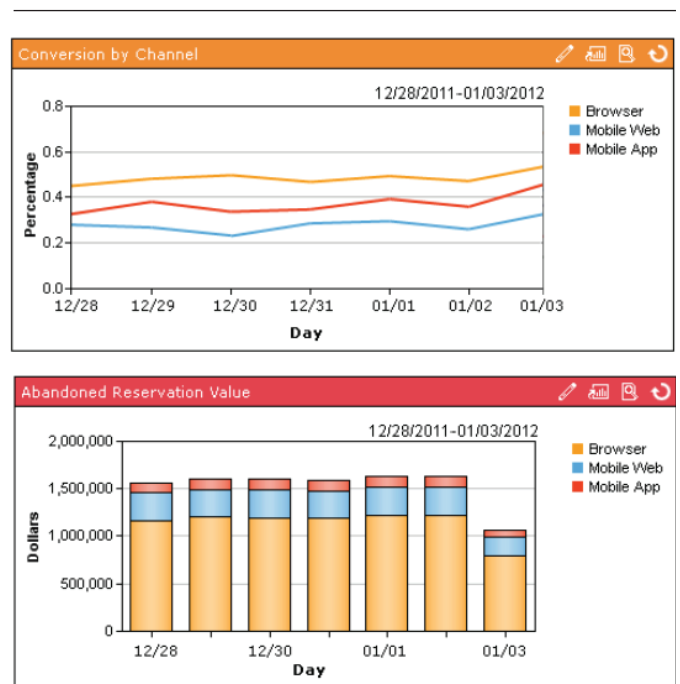 Conversion by Channel
12/28/2011-01/03/2012
0.8
0.6
0.4
0.2
0.0
Percentage
12/28 12/29 12/30 12/31 01/01 01/02 01/03
Day
Browser
Mobile Web
Mobile App
Abandoned Reservation Value
12/28/2011-01/03/2012
2,000,000
1,500,000
1,000,000
500,000
0
Dollars
12/28 12/30 01/01 01/03
Day
Browser
Mobile Web
Mobile App